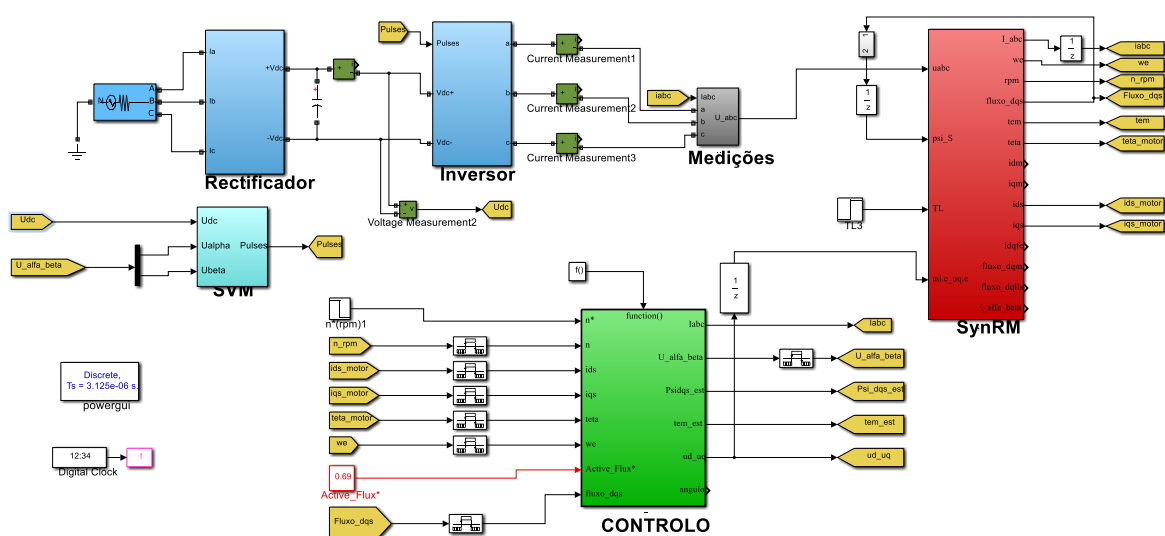 Rectificador
N
A
B
C
Ia
Ib
Ic
+Vdc
-Vdc
+
+
Pulses
Inversor
Pulses
Vdc+
Vdc-
a
b
c
+
Current Measurement1
+
Current Measurement2
+
Current Measurement3
iabc
Iabc
a
b
c
U_abc
Medições
+
-
v
Voltage Measurement2
Udc
1
2
1
z
1
z
uabc
psi_S
TL
ud.c_uq.c
I_abc
we
rpm
fluxo_dqs
tem
teta
idm
iqm
ids
iqs
idqfe
fluxo_dqm
fluxo_dqlls
i_alfa_beta
SynRM
iabc
we
n_rpm
Fluxo_dqs
tem
teta_motor
ids_motor
iqs_motor
TL3
Udc
U_alfa_beta
Udc
Ualpha
Ubeta
Pulses
SVM
Pulses
f()
1
z
n*(rpm)1
n_rpm
ids_motor
iqs_motor
teta_motor
we
0.69
Active_Flux*
Fluxo_dqs
function()
n*
n
ids
iqs
teta
we
Active_Flux*
fluxo_dqs
Iabc
U_alfa_beta
Psidqs_est
tem_est
ud_uq
angulo
CONTROLO
Iabc
U_alfa_beta
Psi_dqs_est
tem_est
ud_uq
Discrete,
Ts = 3.125e-06 s.
powergui
12:34
Digital Clock